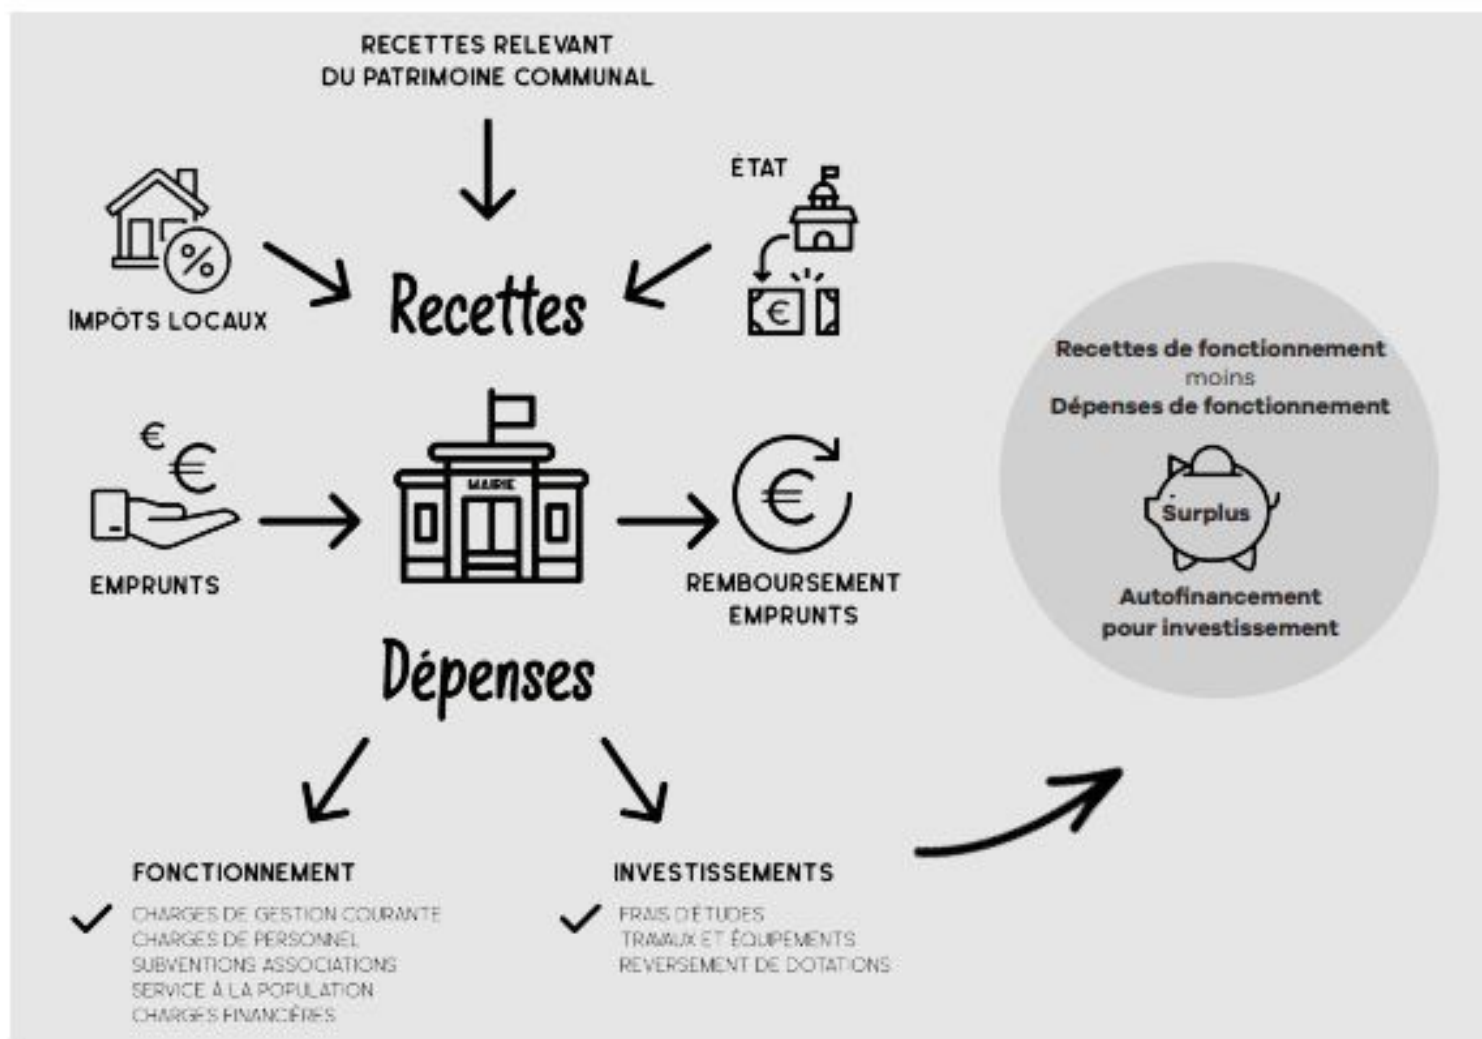 RECETTES RELEVANT
DU PATRIMOINE COMMUNAL
ÉTAT
%
IMPÔTS LOCAUX
Recettes
€
Recettes de fonctionnement
moins
Dépenses de fonctionnement
Surplus
Autofinancement
pour investissement
€
€
MAIRIE
€
EMPRUNTS
REMBOURSEMENT
EMPRUNTS
Dépenses
FONCTIONNEMENT
CHARGES DE GESTION COURANTE
CHARGES DE PERSONNEL
SUBVENTIONS ASSOCIATIONS
SERVICE À LA POPULATION
CHARGES FINANCIÈRES
INVESTISSEMENTS
FRAIS D'ÉTUDES
TRAVAUX ET ÉQUIPEMENTS
REVERSEMENT DE DOTATIONS